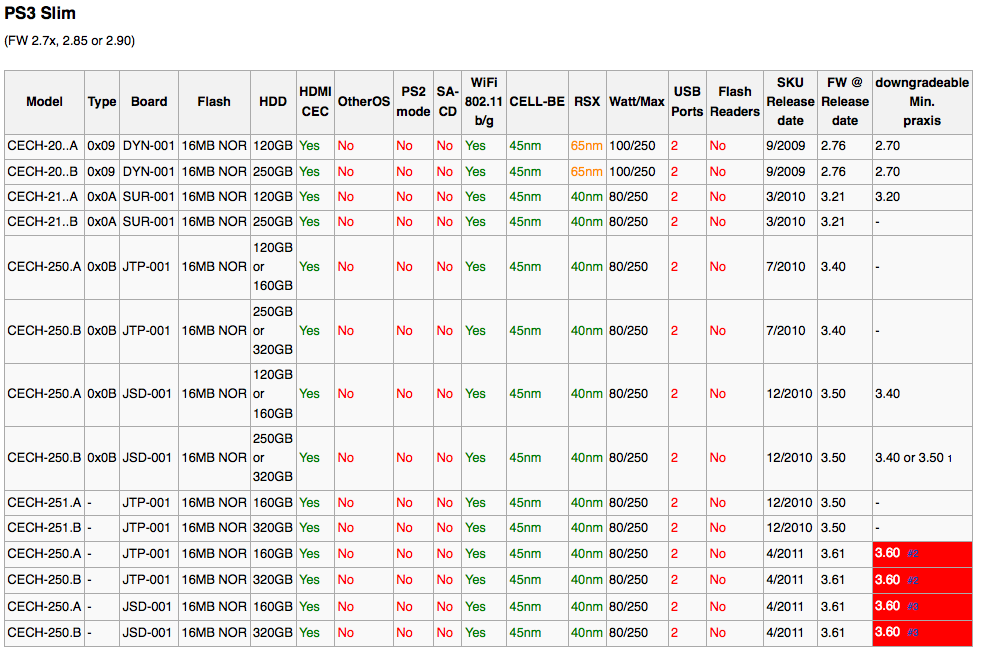 PS3 Slim
(FW 2.7x, 2.85 or 2.90)
Model Type Board Flash HDD HDMI CEC OtherOS PS2 mode SA-CD WiFi 802.11 b/g CELL-BE RSX Watt/Max USB Ports Flash Readers SKU Release date FW @ Release date downgradeable Min. praxis
CECH-20..A 0x09 DYN-001 16MB NOR 120GB Yes No No No Yes 45nm 65nm 100/250 2 No 9/2009 2.76 2.70
CECH-20..B 0x09 DYN-001 16MB NOR 250GB Yes No No No Yes 45nm 65nm 100/250 2 No 9/2009 2.76 2.70
CECH-21..A 0x0A SUR-001 16MB NOR 120GB Yes No No No Yes 45nm 40nm 80/250 2 No 3/2010 3.21 3.20
CECH-21..B 0x0A SUR-001 16MB NOR 250GB Yes No No No Yes 45nm 40nm 80/250 2 No 3/2010 3.21 -
CECH-250.A 0x0B JTP-001 16MB NOR 120GB or 160GB Yes No No No Yes 45nm 40nm 80/250 2 No 7/2010 3.40 -
CECH-250.B 0x0B JTP-001 16MB NOR 250GB or 320GB Yes No No No Yes 45nm 40nm 80/250 2 No 7/2010 3.40 -
CECH-250.A 0x0B JSD-001 16MB NOR 120GB or 160GB Yes No No No Yes 45nm 40nm 80/250 2 No 12/2010 3.50 3.40
CECH-250.B 0x0B JSD-001 16MB NOR 250GB or 320GB Yes No No No Yes 45nm 40nm 80/250 2 No 12/2010 3.50 3.40 or 3.50 1
CECH-251.A - JTP-001 16MB NOR 160GB Yes No No No Yes 45nm 40nm 80/250 2 No 12/2010 3.50 -
CECH-251.B - JTP-001 16MB NOR 320GB Yes No No No Yes 45nm 40nm 80/250 2 No 12/2010 3.50 -
CECH-250.A - JTP-001 16MB NOR 160GB Yes No No No Yes 45nm 40nm 80/250 2 No 4/2011 3.61 3.60
CECH-250.B - JTP-001 16MB NOR 320GB Yes No No No Yes 45nm 40nm 80/250 2 No 4/2011 3.61 3.60
CECH-250.A - JSD-001 16MB NOR 160GB Yes No No No Yes 45nm 40nm 80/250 2 No 4/2011 3.61 3.60
CECH-250.B - JSD-001 16MB NOR 320GB Yes No No No Yes 45nm 40nm 80/250 2 No 4/2011 3.61 3.60